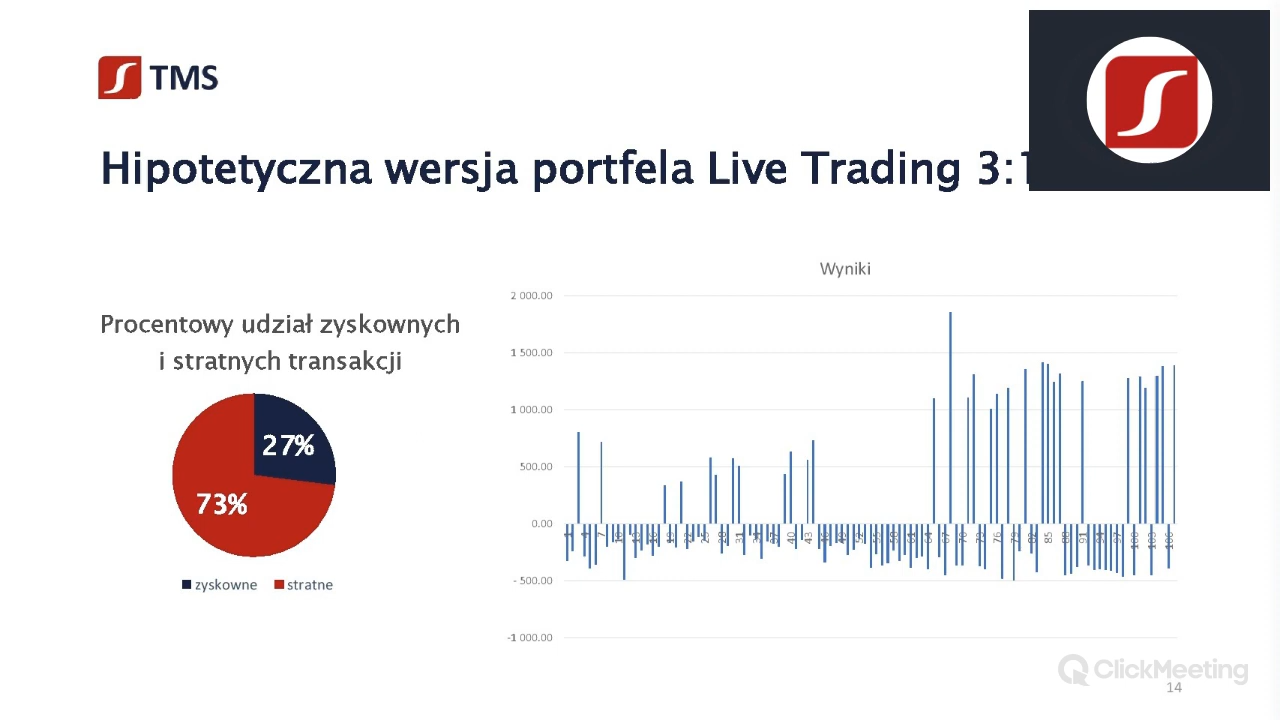 TMS
Hipotetyczna wersja portfela Live Trading 3:1
Procentowy udział zyskownych
i stratnych transakcji
27%
73%
zyskowne stratne
Wyniki
2 000.00
1 500.00
1 000.00
500.00
0.00
- 500.00
-1 000.00
ClickMeeting
14